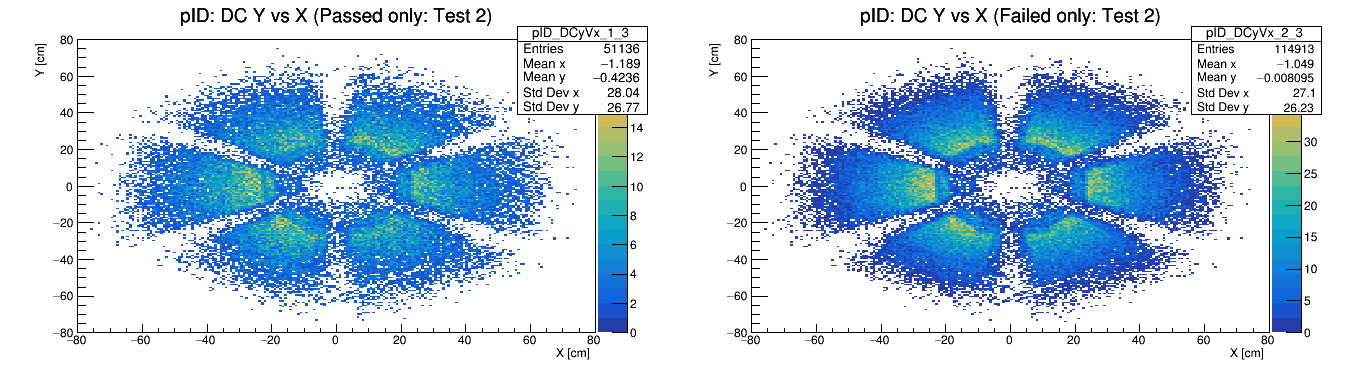 pID: DC Y vs X (Passed only: Test 2)
pID_DCyVx_1_3
Entries 51136
Mean x −1.189
Mean y −0.4236
Std Dev x 28.04
Std Dev y 26.77
Y [cm]
80
60
40
20
0
−20
−40
−60
−80
−80 −60 −40 −20 0 20 40 60 80
X [cm]
14
12
10
8
6
4
2
0
pID: DC Y vs X (Failed only: Test 2)
pID_DCyVx_2_3
Entries 114913
Mean x −1.049
Mean y −0.008095
Std Dev x 27.1
Std Dev y 26.23
Y [cm]
80
60
40
20
0
−20
−40
−60
−80
−80 −60 −40 −20 0 20 40 60 80
X [cm]
30
25
20
15
10
5
0